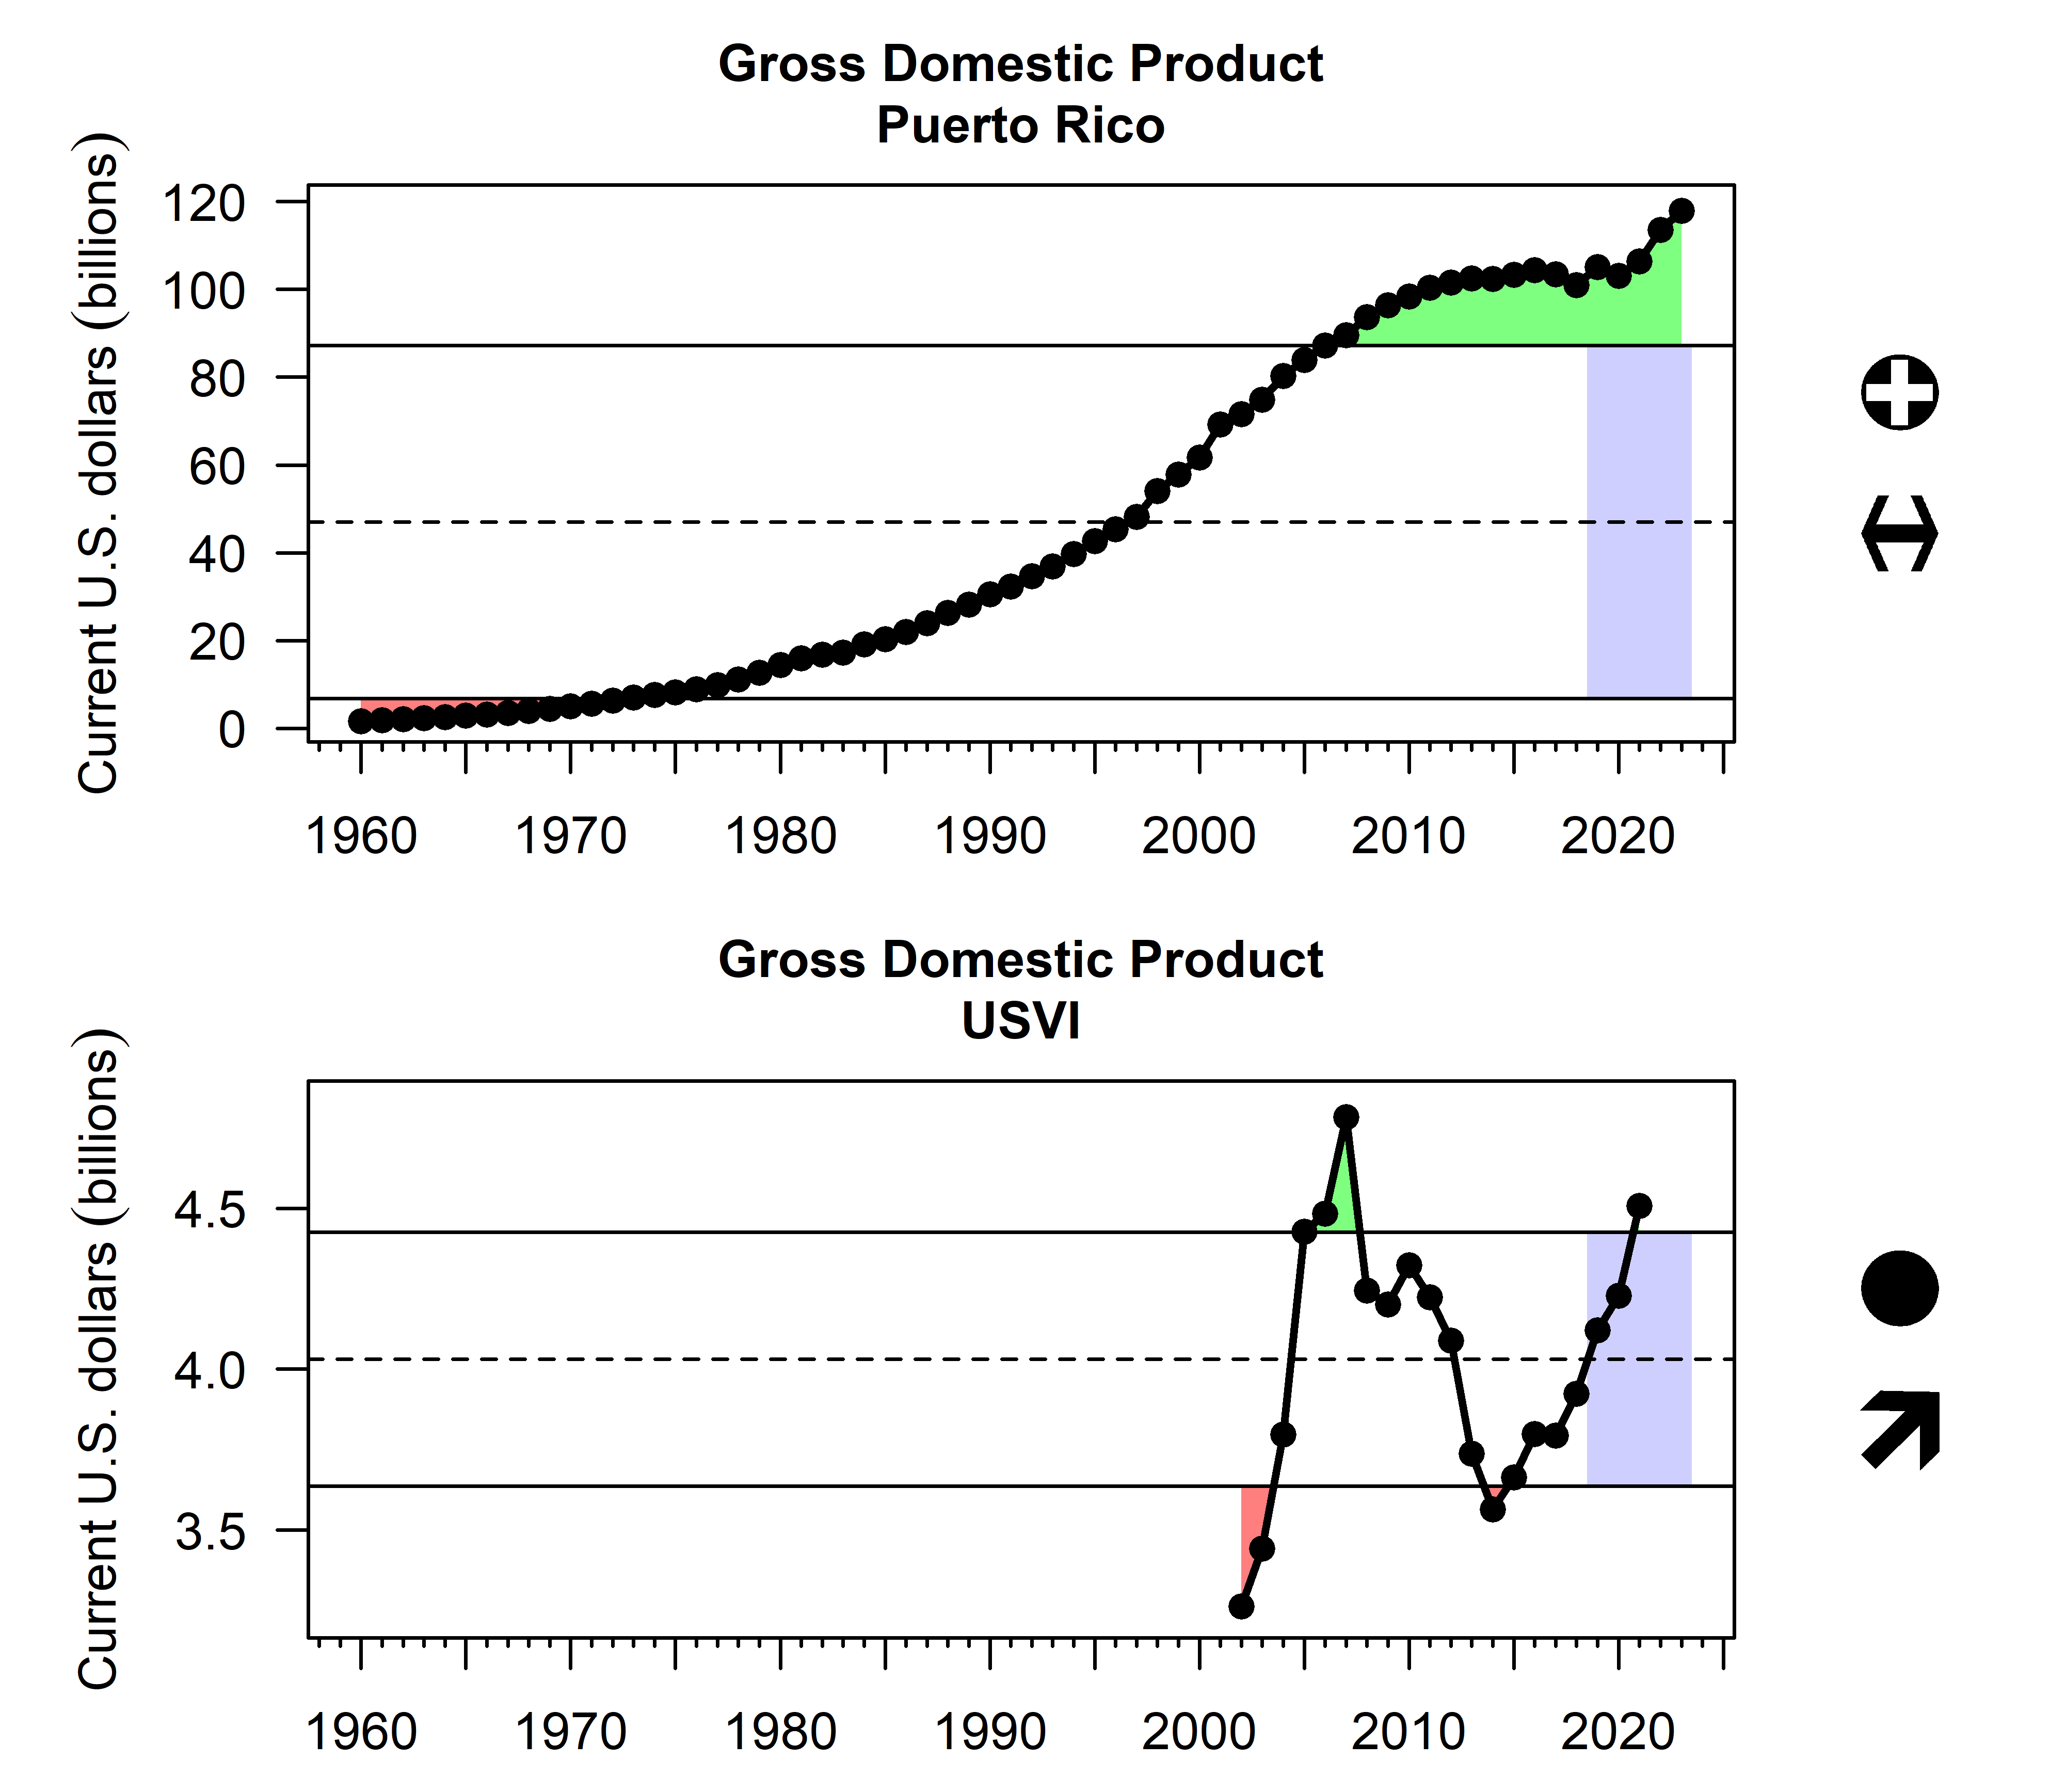 Gross Domestic Product
Puerto Rico
Current U.S. dollars (billions)
120
100
80
60
40
20
0
1960 1970 1980 1990 2000 2010 2020
Gross Domestic Product
USVI
Current U.S. dollars (billions)
4.5
4.0
3.5
1960 1970 1980 1990 2000 2010 2020